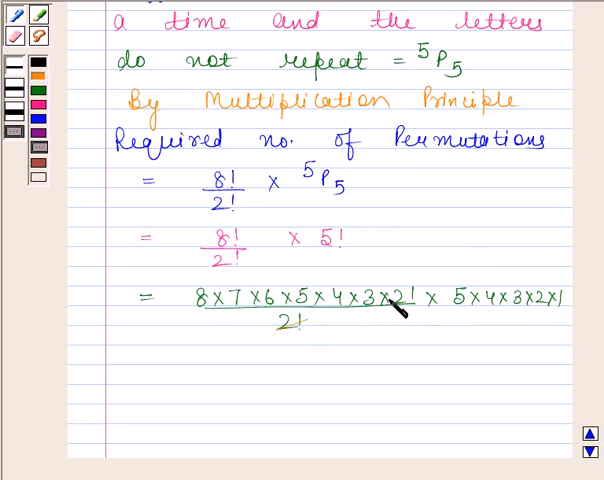 a time and the letters
do not repeat = ⁵P₅
By Multiplication Principle
Required no. of Permutations
= 8!/2! × ⁵P₅
= 8!/2! × 5!
= 8×7×6×5×4×3×2!/2! × 5×4×3×2×1